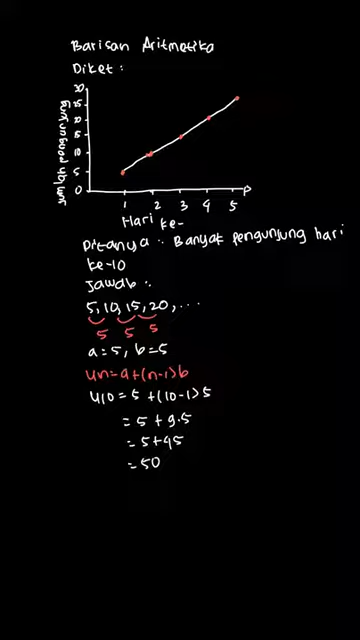 Barisan Aritmetika
Diket :
30
25
20
15
10
5
0
Jumlah pengunjung
1 2 3 4 5
Hari ke-
Ditanya : Banyak pengunjung hari
ke-10
Jawab :
5, 10, 15, 20, ...
5 5 5
a = 5, b = 5
Un = a + (n-1) b
U10 = 5 + (10-1) 5
= 5 + 9.5
= 5 + 45
= 50